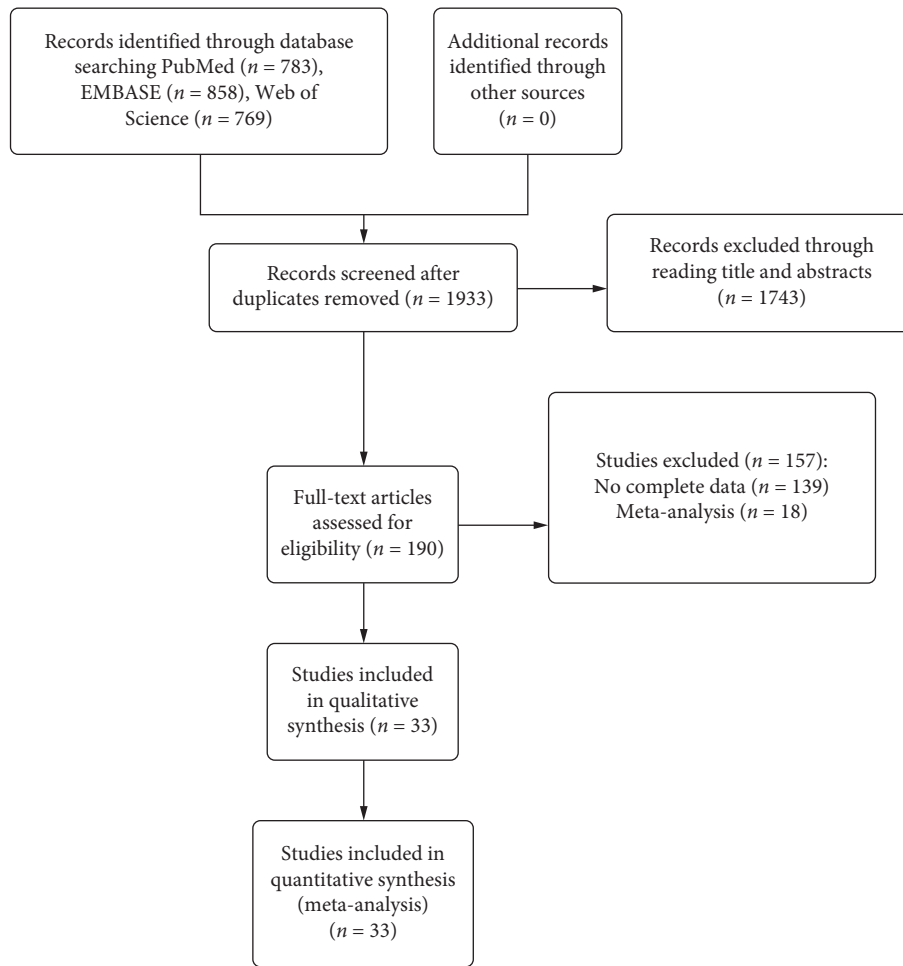 Records identified through database
searching PubMed (n = 783),
EMBASE (n = 858), Web of
Science (n = 769)
Additional records
identified through
other sources
(n = 0)
Records screened after
duplicates removed (n = 1933)
Records excluded through
reading title and abstracts
(n = 1743)
Full-text articles
assessed for
eligibility (n = 190)
Studies excluded (n = 157):
No complete data (n = 139)
Meta-analysis (n = 18)
Studies included
in qualitative
synthesis (n = 33)
Studies included in
quantitative synthesis
(meta-analysis)
(n = 33)